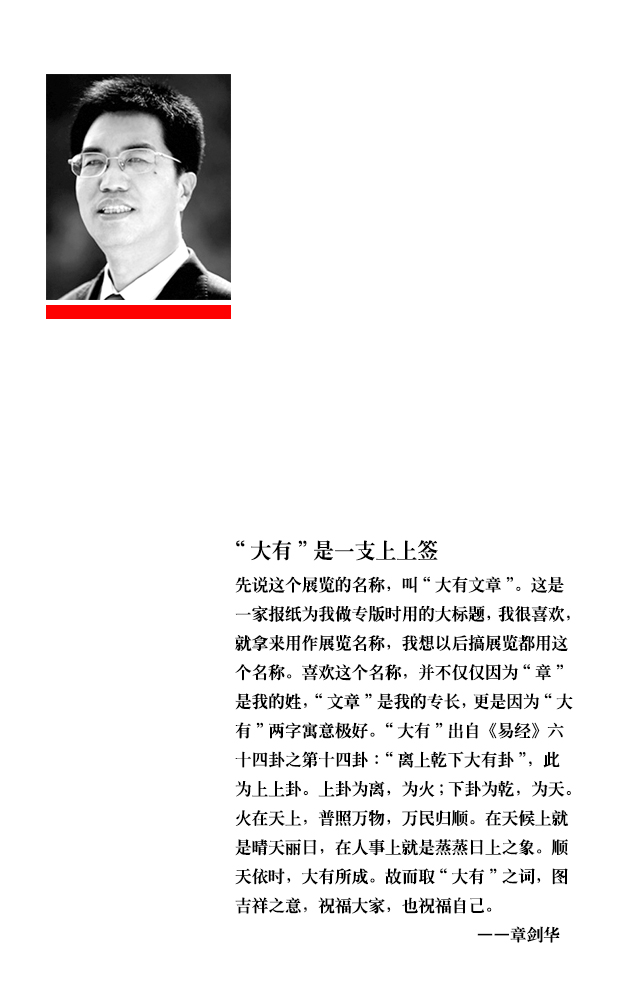 “大有”是一支上上签
先说这个展览的名称，叫“大有文章”。这是
一家报纸为我做专版时用的大标题，我很喜欢，
就拿来用作展览名称，我想以后搞展览都用这
个名称。喜欢这个名称，并不仅仅因为“章”
是我的姓，“文章”是我的专长，更是因为“大
有”两字寓意极好。“大有”出自《易经》六
十四卦之第十四卦：“离上乾下大有卦”，此
为上上卦。上卦为离，为火；下卦为乾，为天。
火在天上，普照万物，万民归顺。在天候上就
是晴天丽日，在人事上就是蒸蒸日上之象。顺
天依时，大有所成。故而取“大有”之词，图
吉祥之意，祝福大家，也祝福自己。
——章剑华